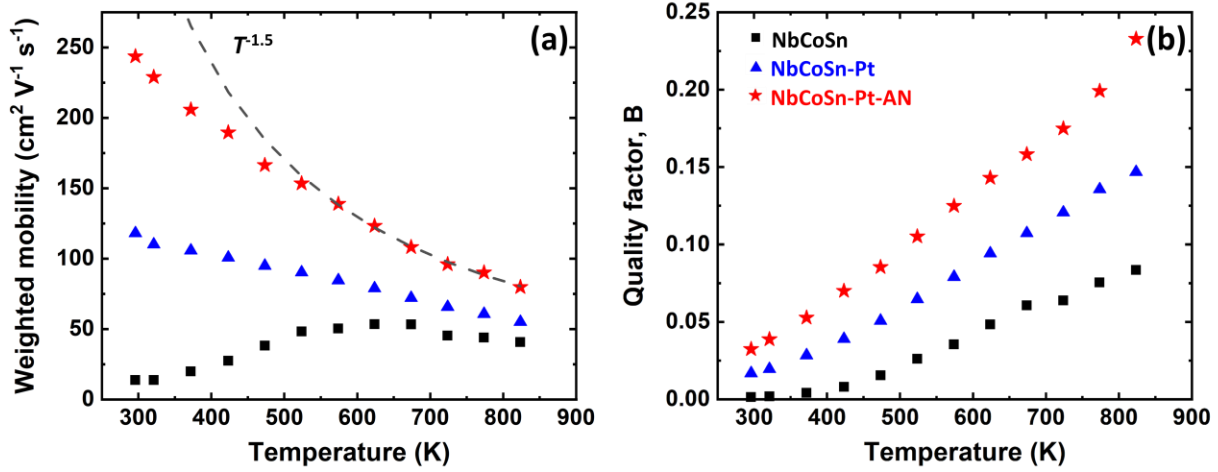 (a)
T^-1.5
Weighted mobility (cm² V⁻¹ s⁻¹)
250
200
150
100
50
0
300 400 500 600 700 800 900
Temperature (K)
(b)
NbCoSn
NbCoSn-Pt
NbCoSn-Pt-AN
Quality factor, B
0.25
0.20
0.15
0.10
0.05
0.00
300 400 500 600 700 800 900
Temperature (K)